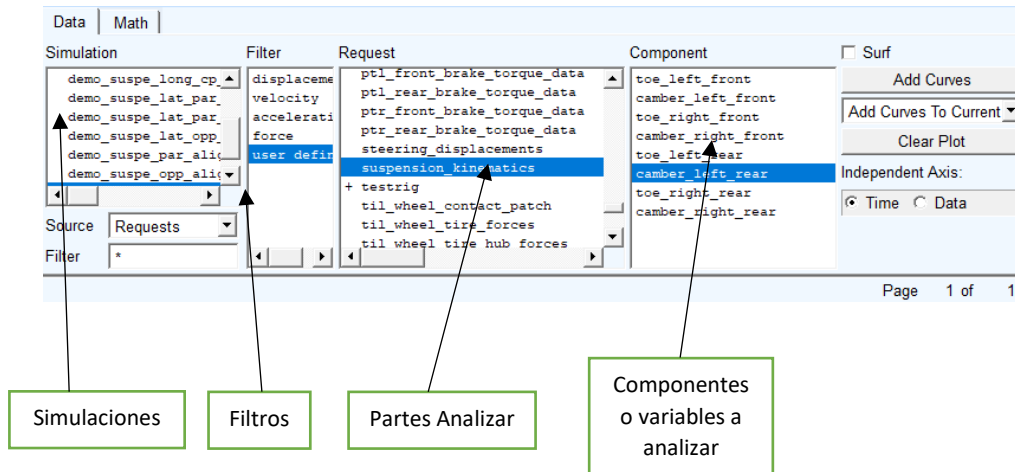 Data
Math
Simulation
Filter
Request
Component
Surf
demo_suspe_long_cp_
demo_suspe_lat_par_
demo_suspe_lat_par_
demo_suspe_lat_opp_
demo_suspe_par_alig
demo_suspe_opp_alig
displaceme
velocity
accelerati
force
user defin
ptl_front_brake_torque_data
ptl_rear_brake_torque_data
ptr_front_brake_torque_data
ptr_rear_brake_torque_data
steering_displacements
suspension_kinematics
+ testrig
til_wheel_contact_patch
til_wheel_tire_forces
til_wheel_tire_hub_forces
toe_left_front
camber_left_front
toe_right_front
camber_right_front
toe_left_rear
camber_left_rear
toe_right_rear
camber_right_rear
Add Curves
Add Curves To Current
Clear Plot
Independent Axis:
Time Data
Source Requests
Filter *
Page 1 of 1
Simulaciones
Filtros
Partes Analizar
Componentes
o variables a
analizar